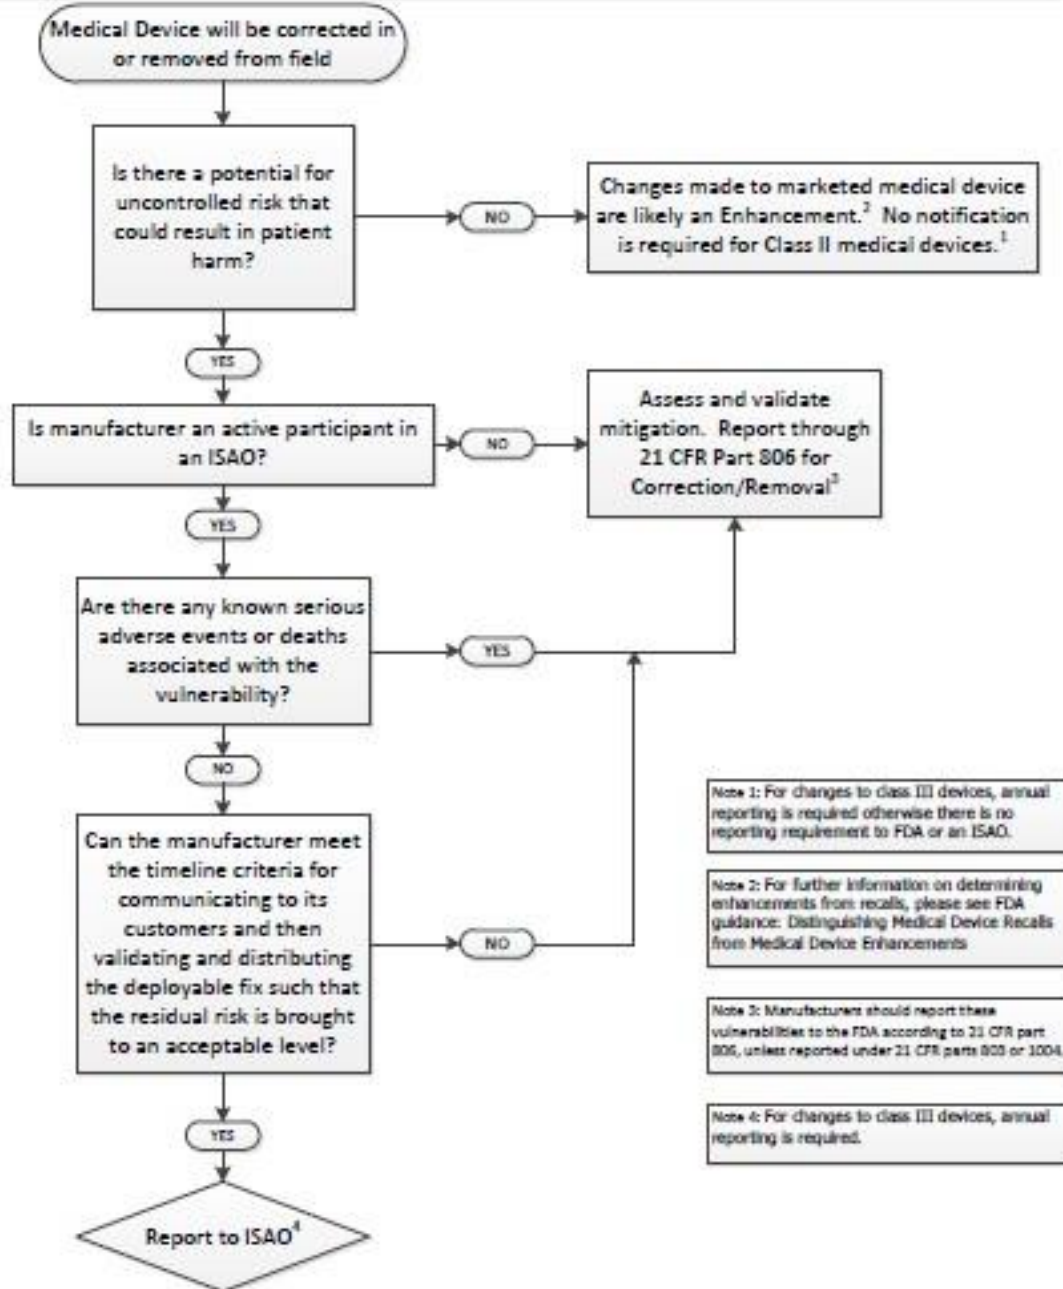 Medical Device will be corrected in
or removed from field
Is there a potential for
uncontrolled risk that
could result in patient
harm?
NO
Changes made to marketed medical device
are likely an Enhancement.2 No notification
is required for Class II medical devices.1
YES
Is manufacturer an active participant in
an ISAO?
NO
Assess and validate
mitigation. Report through
21 CFR Part 806 for
Correction/Removal3
YES
Are there any known serious
adverse events or deaths
associated with the
vulnerability?
YES
NO
Can the manufacturer meet
the timeline criteria for
communicating to its
customers and then
validating and distributing
the deployable fix such that
the residual risk is brought
to an acceptable level?
NO
YES
Report to ISAO4
Note 1: For changes to class III devices, annual
reporting is required otherwise there is no
reporting requirement to FDA or an ISAO.
Note 2: For further information on determining
enhancements from recalls, please see FDA
guidance: Distinguishing Medical Device Recalls
from Medical Device Enhancements
Note 3: Manufacturers should report these
vulnerabilities to the FDA according to 21 CFR part
806, unless reported under 21 CFR parts 803 or 1004.
Note 4: For changes to class III devices, annual
reporting is required.